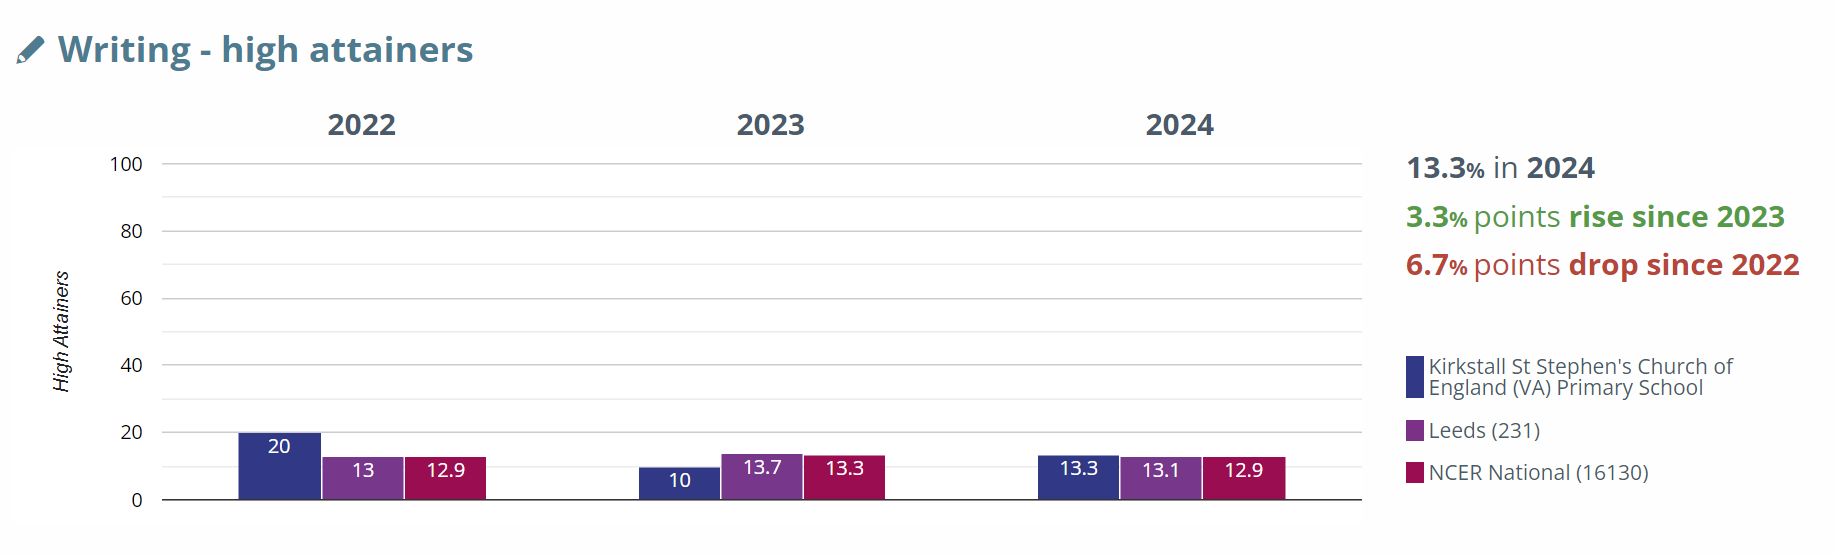 Writing - high attainers
2022 2023 2024
100
80
60
40
20
0
High Attainers
20 13 12.9
10 13.7 13.3
13.3 13.1 12.9
13.3% in 2024
3.3% points rise since 2023
6.7% points drop since 2022
Kirkstall St Stephen's Church of
England (VA) Primary School
Leeds (231)
NCER National (16130)